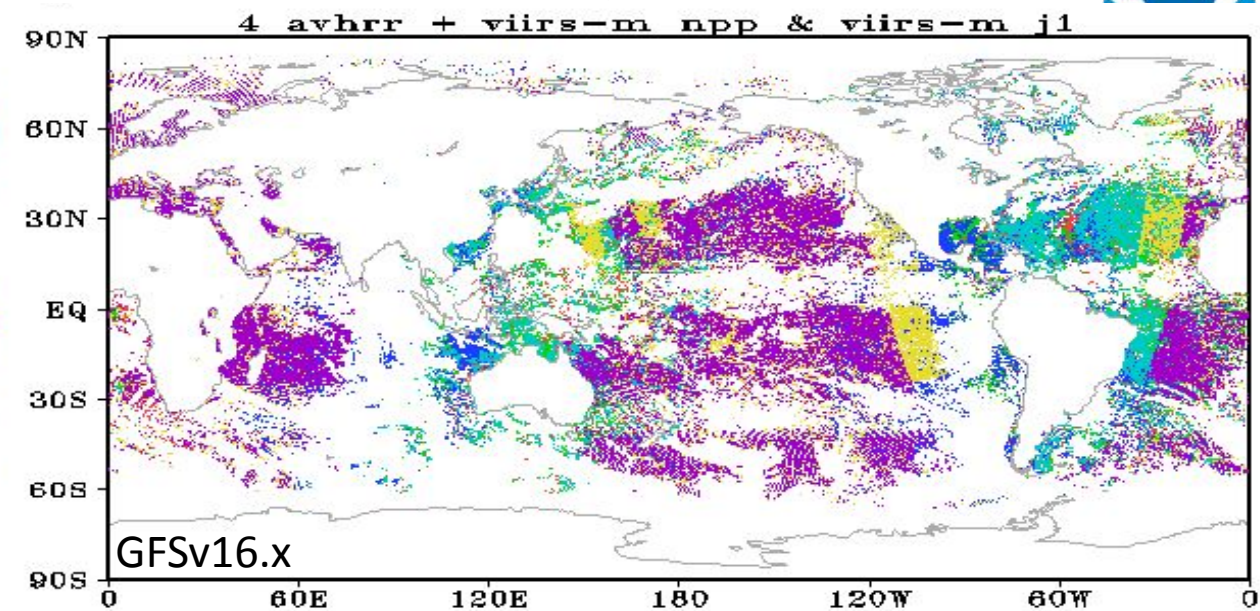 4 avhrr + viirs-m npp & viirs-m j1
90N
60N
30N
EQ
30S
60S
90S
GFSv16.x
0 60E 120E 180 120W 60W 0